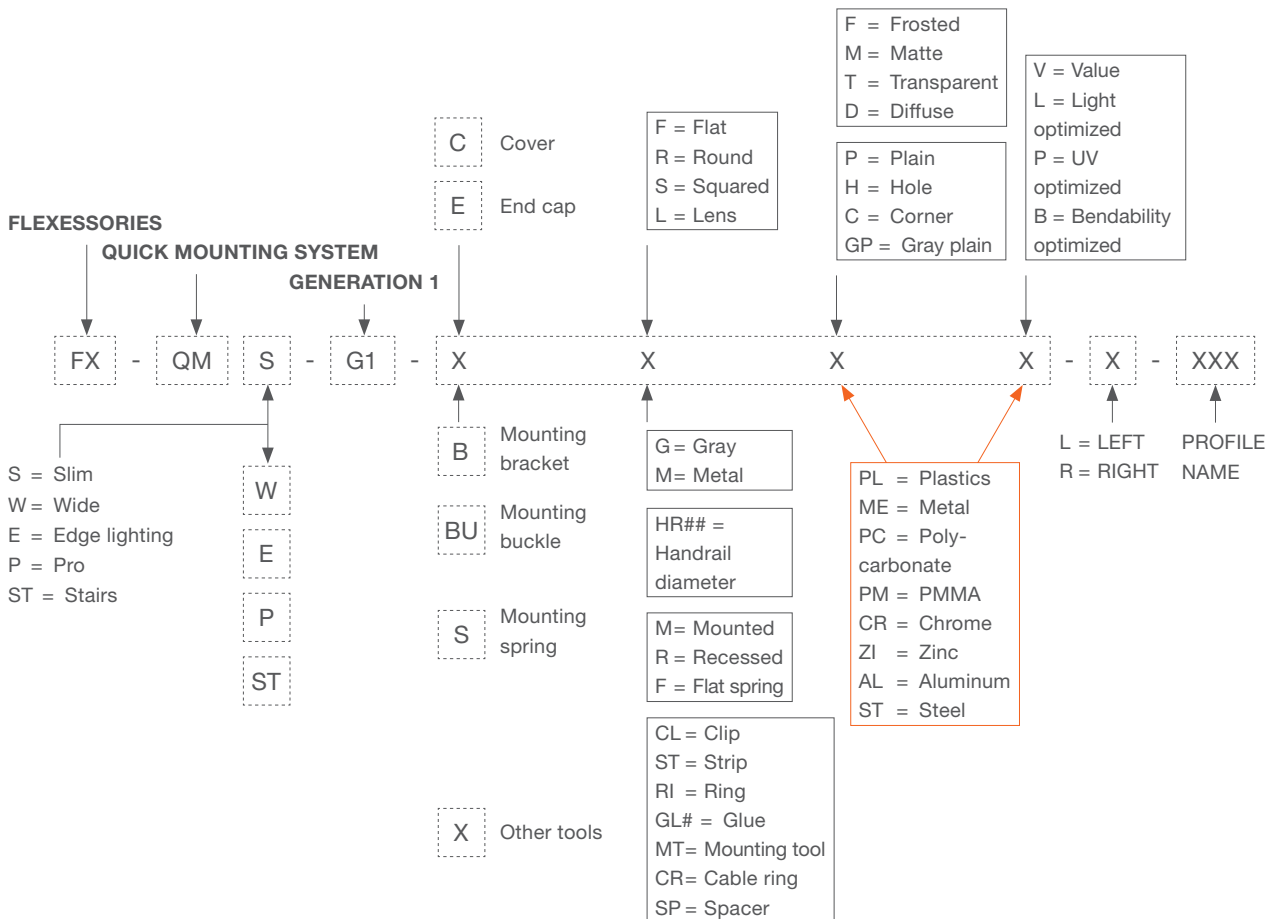 F = Frosted
M = Matte
T = Transparent
D = Diffuse
V = Value
L = Light
optimized
P = UV
optimized
B = Bendability
optimized
F = Flat
R = Round
S = Squared
L = Lens
C Cover
E End cap
P = Plain
H = Hole
C = Corner
GP = Gray plain
FLEXESSORIES
QUICK MOUNTING SYSTEM
GENERATION 1
FX - QM S - G1 - X X X X - X - XXX
S = Slim
W = Wide
E = Edge lighting
P = Pro
ST = Stairs
W
E
P
ST
B Mounting
bracket
BU Mounting
buckle
S Mounting
spring
X Other tools
G = Gray
M = Metal
HR## =
Handrail
diameter
M = Mounted
R = Recessed
F = Flat spring
CL = Clip
ST = Strip
RI = Ring
GL# = Glue
MT= Mounting tool
CR= Cable ring
SP = Spacer
PL = Plastics
ME = Metal
PC = Poly-
carbonate
PM = PMMA
CR = Chrome
ZI = Zinc
AL = Aluminum
ST = Steel
L = LEFT
R = RIGHT
PROFILE
NAME